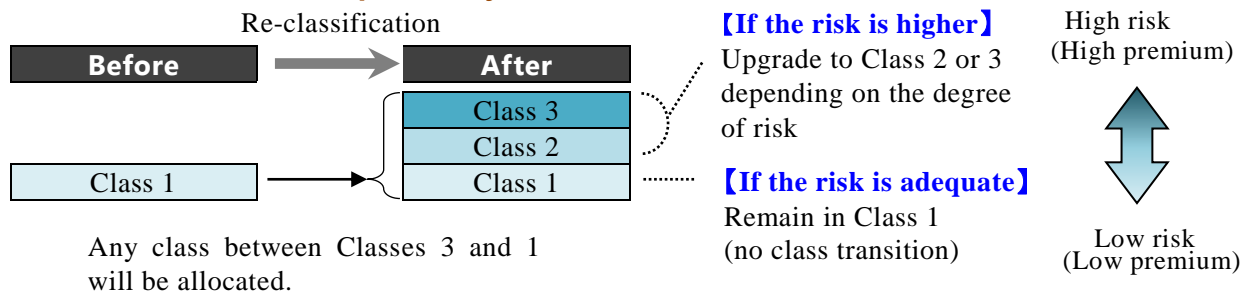 Re-classification
Before
After
Class 3
Class 2
Class 1
Class 1
Any class between Classes 3 and 1
will be allocated.
【If the risk is higher】
Upgrade to Class 2 or 3
depending on the degree
of risk
【If the risk is adequate】
Remain in Class 1
(no class transition)
High risk
(High premium)
Low risk
(Low premium)